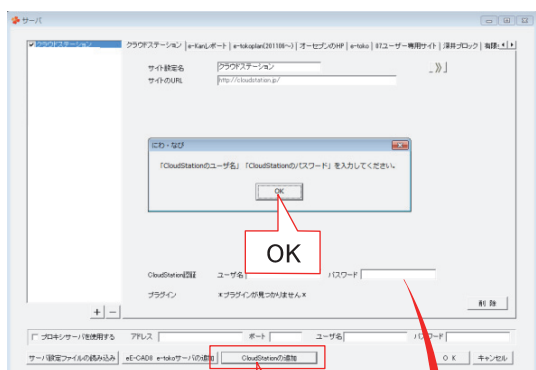 サーバ
クラウドステーション
クラウドステーション e-Kanレポート e-tokoplan(201108～) オーセブンのHP e-toko O7ユーザー専用サイト
サイト設定名 クラウドステーション
サイトのURL http://cloudstation.jp/
にわ・なび
「CloudStationのユーザ名」「CloudStationのパスワード」を入力してください。
OK
OK
CloudStation認証 ユーザ名 パスワード
プラグイン *プラグインが見つかりません*
削除
+ -
プロキシサーバを使用する アドレス ポート ユーザ名 パスワード
サーバ設定ファイルの読み込み eE-CAD8 e-tokoサーバの追加 CloudStationの追加 OK キャンセル